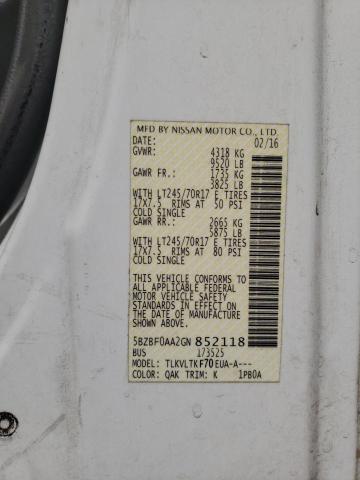 MFD BY NISSAN MOTOR CO., LTD.
DATE: 02/16
GVWR: 4318 KG
9520 LB
GAWR FR.: 1735 KG
3825 LB
WITH LT245/70R17 E TIRES
17X7.5 RIMS AT 50 PSI
COLD SINGLE
GAWR RR.: 2665 KG
5875 LB
WITH LT245/70R17 E TIRES
17X7.5 RIMS AT 80 PSI
COLD SINGLE
THIS VEHICLE CONFORMS TO
ALL APPLICABLE FEDERAL
MOTOR VEHICLE SAFETY
STANDARDS IN EFFECT ON
THE DATE OF MANUFACTURE
SHOWN ABOVE.
5BZBF0AA2GN 852118
BUS 173525
MODEL: TLKVLTKF70EUA-A---
COLOR: QAK TRIM: K 1PB0A